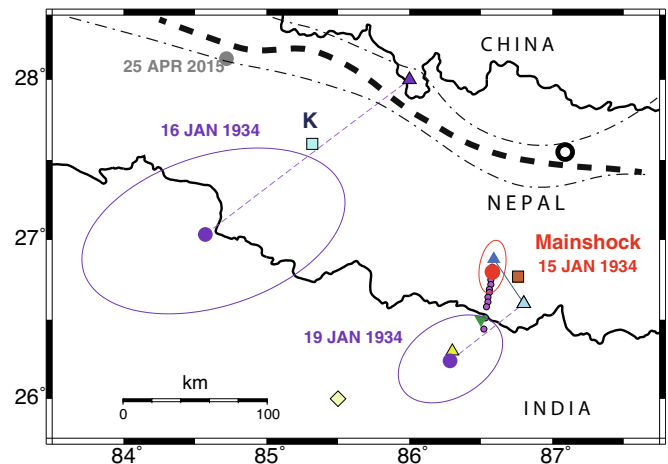 CHINA
28°
25 APR 2015
K
16 JAN 1934
NEPAL
27°
Mainshock
15 JAN 1934
19 JAN 1934
km
26°
0 100
INDIA
84° 85° 86° 87°